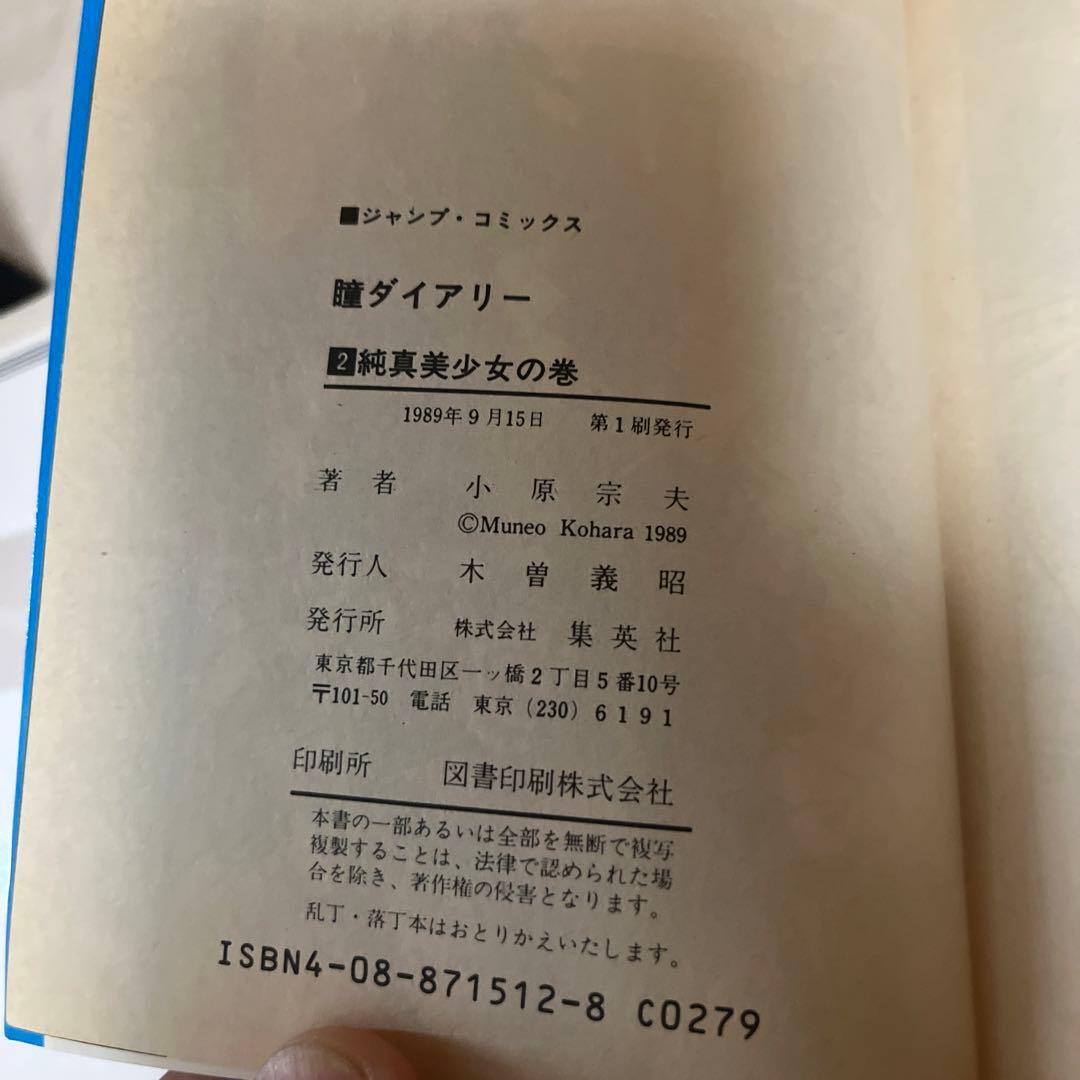 ■ジャンプ・コミックス
瞳ダイアリー
2純真美少女の巻
1989年9月15日 第1刷発行
著者 小原宗夫
©Muneo Kohara 1989
発行人 木曽義昭
発行所 株式会社 集英社
東京都千代田区一ッ橋2丁目5番10号
〒101-50 電話 東京(230)6191
印刷所 図書印刷株式会社
本書の一部あるいは全部を無断で複写
複製することは、法律で認められた場
合を除き、著作権の侵害となります。
乱丁・落丁本はおとりかえいたします。
ISBN4-08-871512-8 C0279